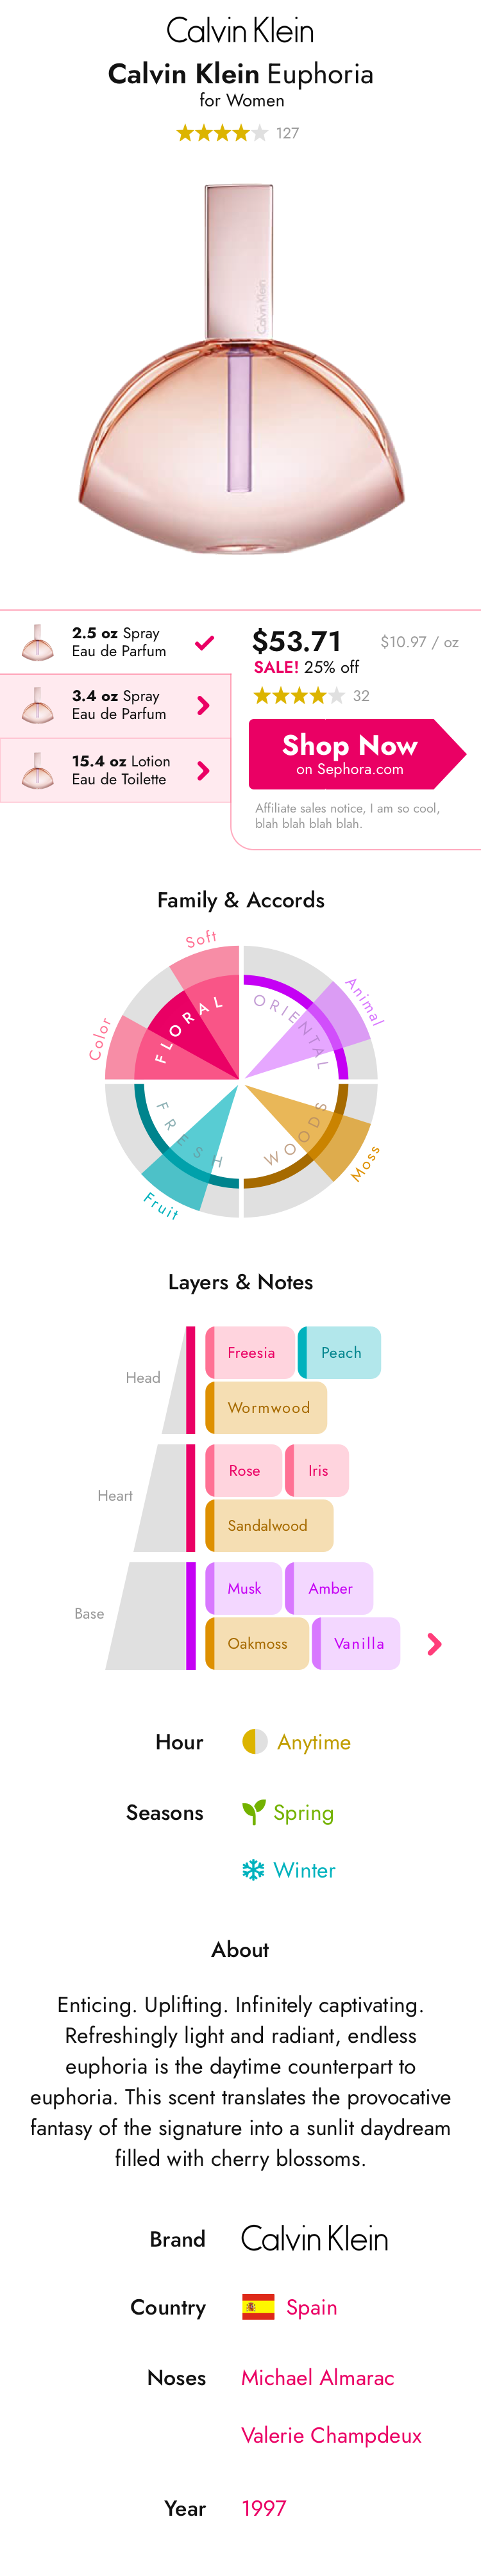 Calvin Klein
Calvin Klein Euphoria
for Women
127
Calvin Klein
2.5 oz Spray
Eau de Parfum
3.4 oz Spray
Eau de Parfum
15.4 oz Lotion
Eau de Toilette
$53.71
$10.97 / oz
SALE! 25% off
32
Shop Now
on Sephora.com
Affiliate sales notice, I am so cool,
blah blah blah blah.
Family & Accords
Soft
Color
FLORAL
ORIENTAL
Animal
FRESH
WOODS
Fruit
Moss
Layers & Notes
Head
Freesia
Peach
Wormwood
Heart
Rose
Iris
Sandalwood
Base
Musk
Amber
Oakmoss
Vanilla
Hour
Anytime
Seasons
Spring
Winter
About
Enticing. Uplifting. Infinitely captivating.
Refreshingly light and radiant, endless
euphoria is the daytime counterpart to
euphoria. This scent translates the provocative
fantasy of the signature into a sunlit daydream
filled with cherry blossoms.
Brand
Calvin Klein
Country
Spain
Noses
Michael Almarac
Valerie Champdeux
Year
1997